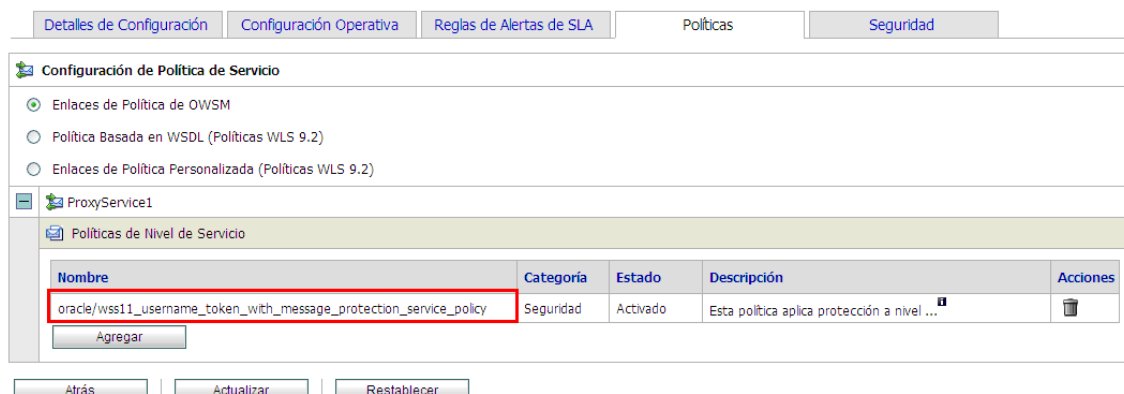 Detalles de Configuración Configuración Operativa Reglas de Alertas de SLA Políticas Seguridad
Configuración de Política de Servicio
Enlaces de Política de OWSM
Política Basada en WSDL (Políticas WLS 9.2)
Enlaces de Política Personalizada (Políticas WLS 9.2)
ProxyService1
Políticas de Nivel de Servicio
Nombre Categoría Estado Descripción Acciones
oracle/wss11_username_token_with_message_protection_service_policy Seguridad Activado Esta política aplica protección a nivel ...
Agregar
Atrás Actualizar Restablecer